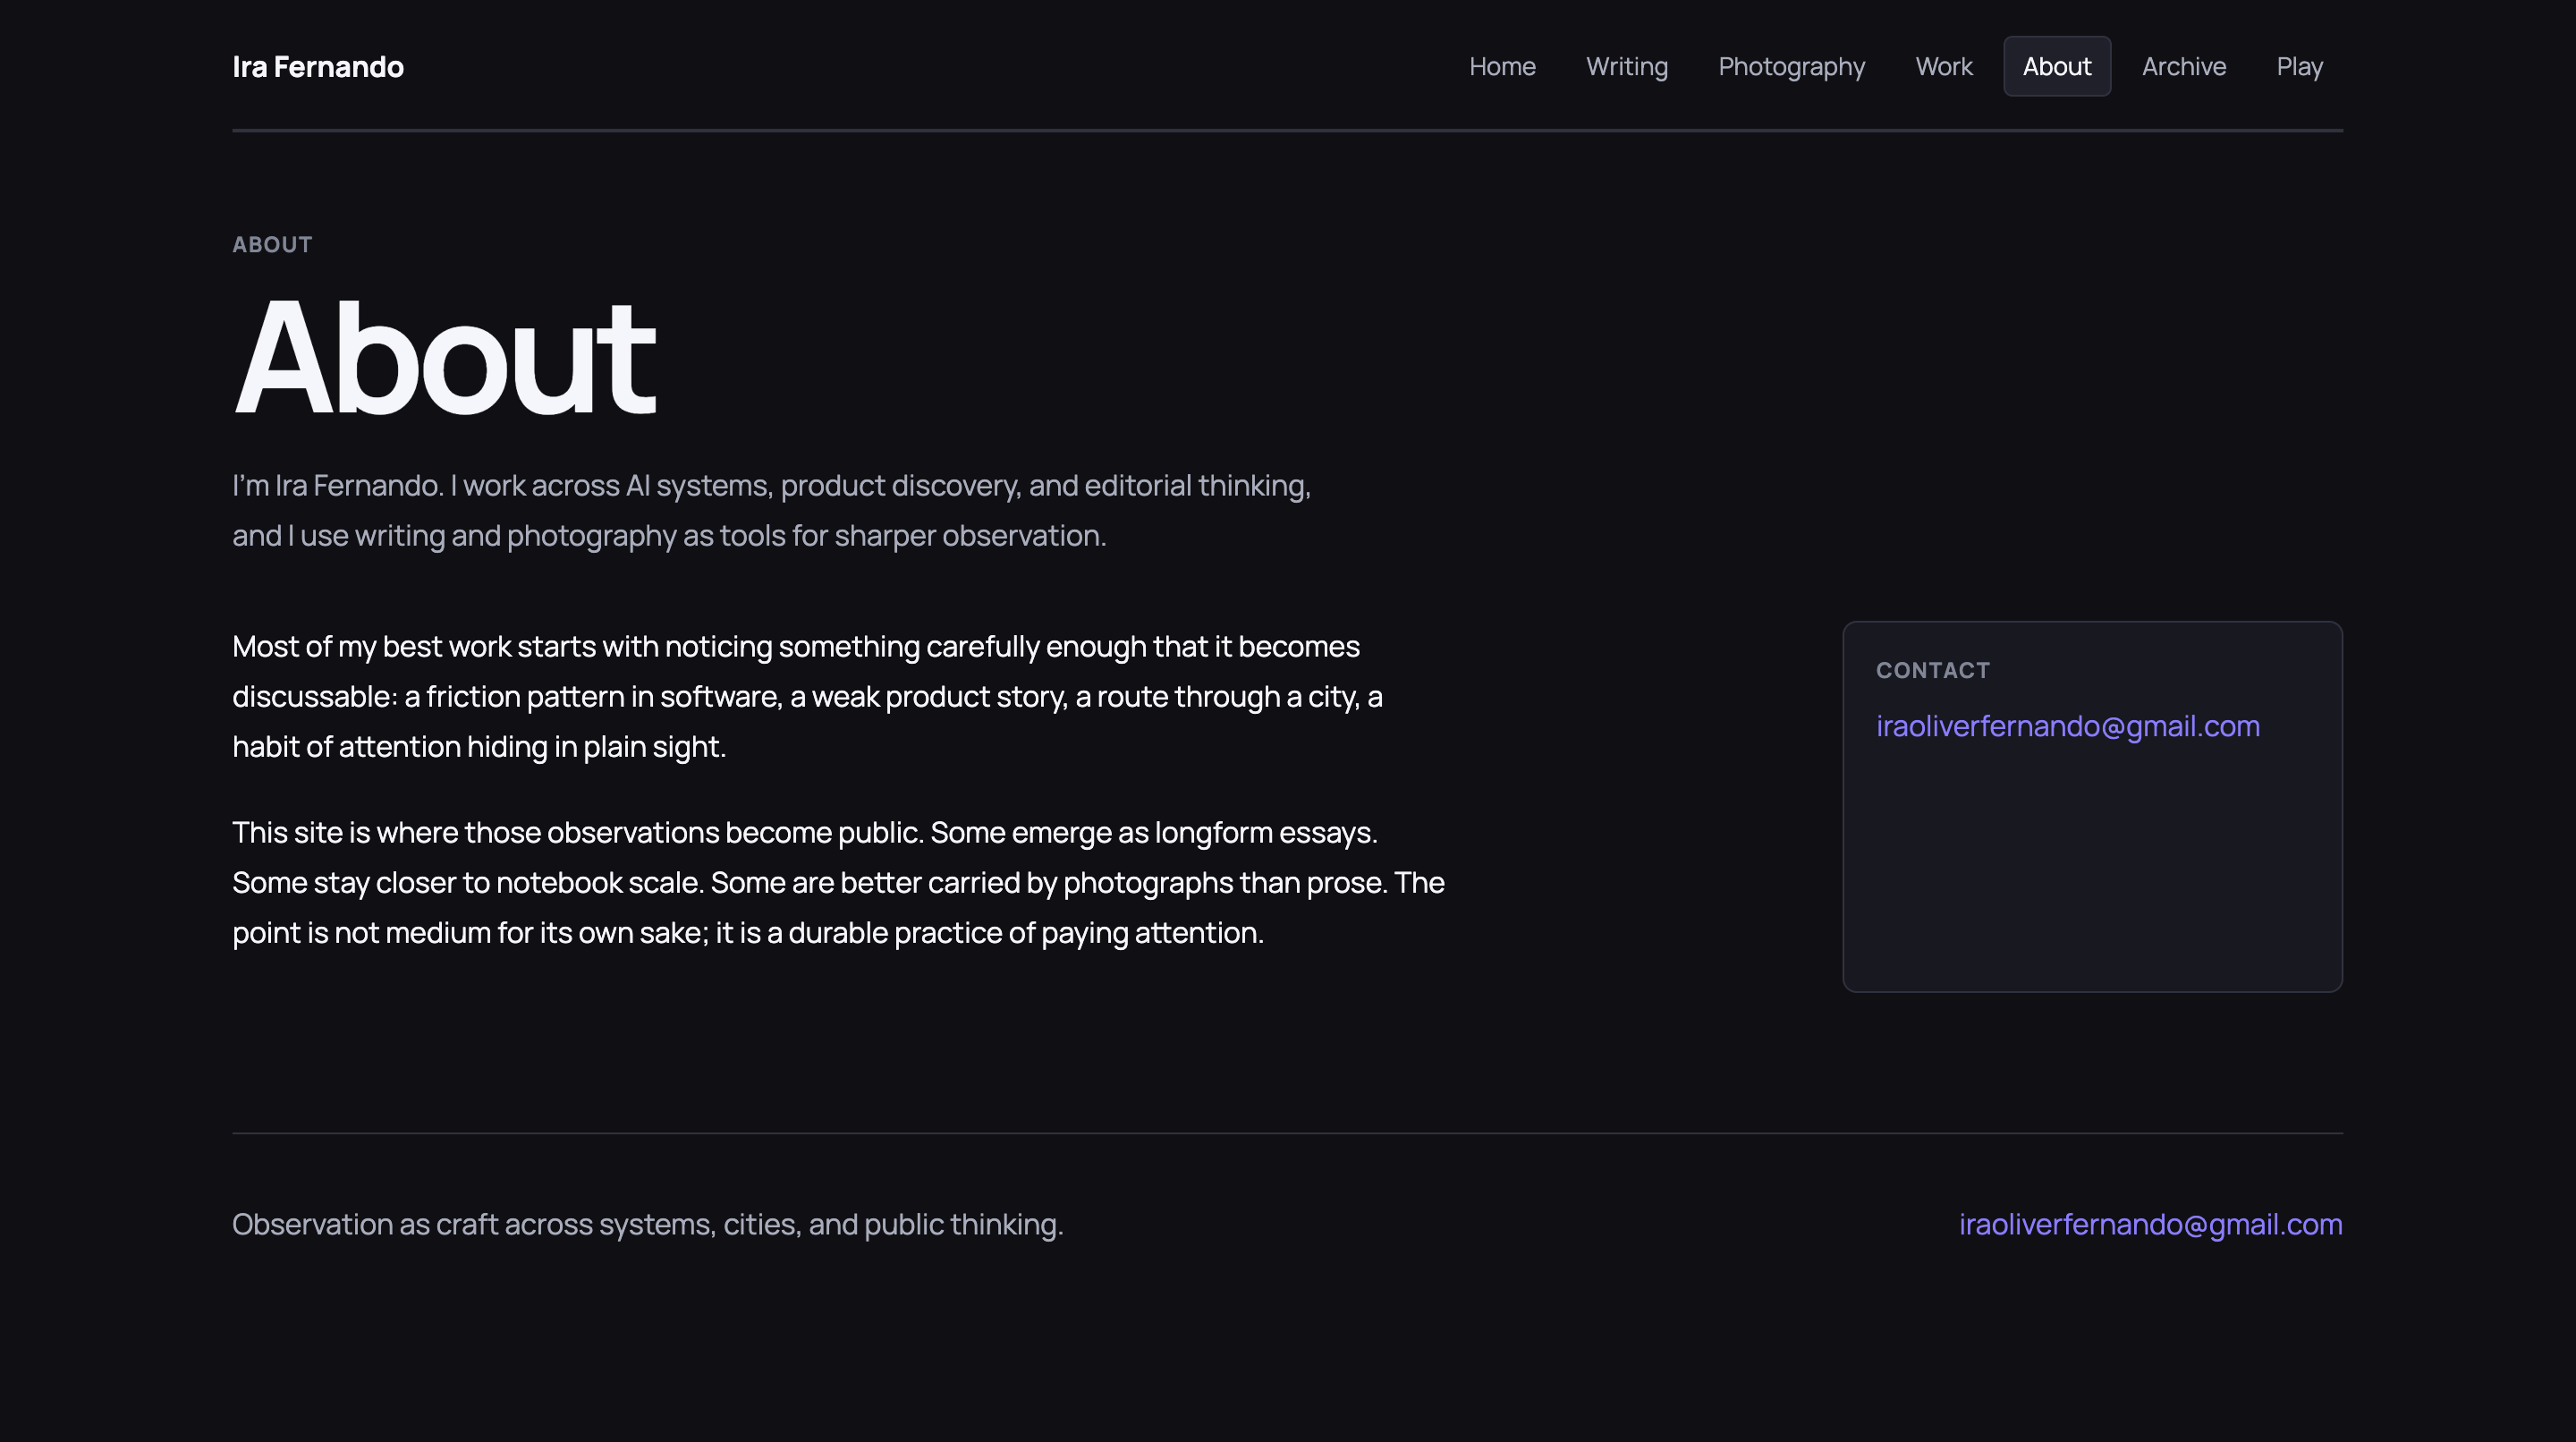 Ira Fernando
Home Writing Photography Work About Archive Play
ABOUT
About
I’m Ira Fernando. I work across AI systems, product discovery, and editorial thinking,
and I use writing and photography as tools for sharper observation.
Most of my best work starts with noticing something carefully enough that it becomes
discussable: a friction pattern in software, a weak product story, a route through a city, a
habit of attention hiding in plain sight.
This site is where those observations become public. Some emerge as longform essays.
Some stay closer to notebook scale. Some are better carried by photographs than prose. The
point is not medium for its own sake; it is a durable practice of paying attention.
CONTACT
iraoliverfernando@gmail.com
Observation as craft across systems, cities, and public thinking.
iraoliverfernando@gmail.com